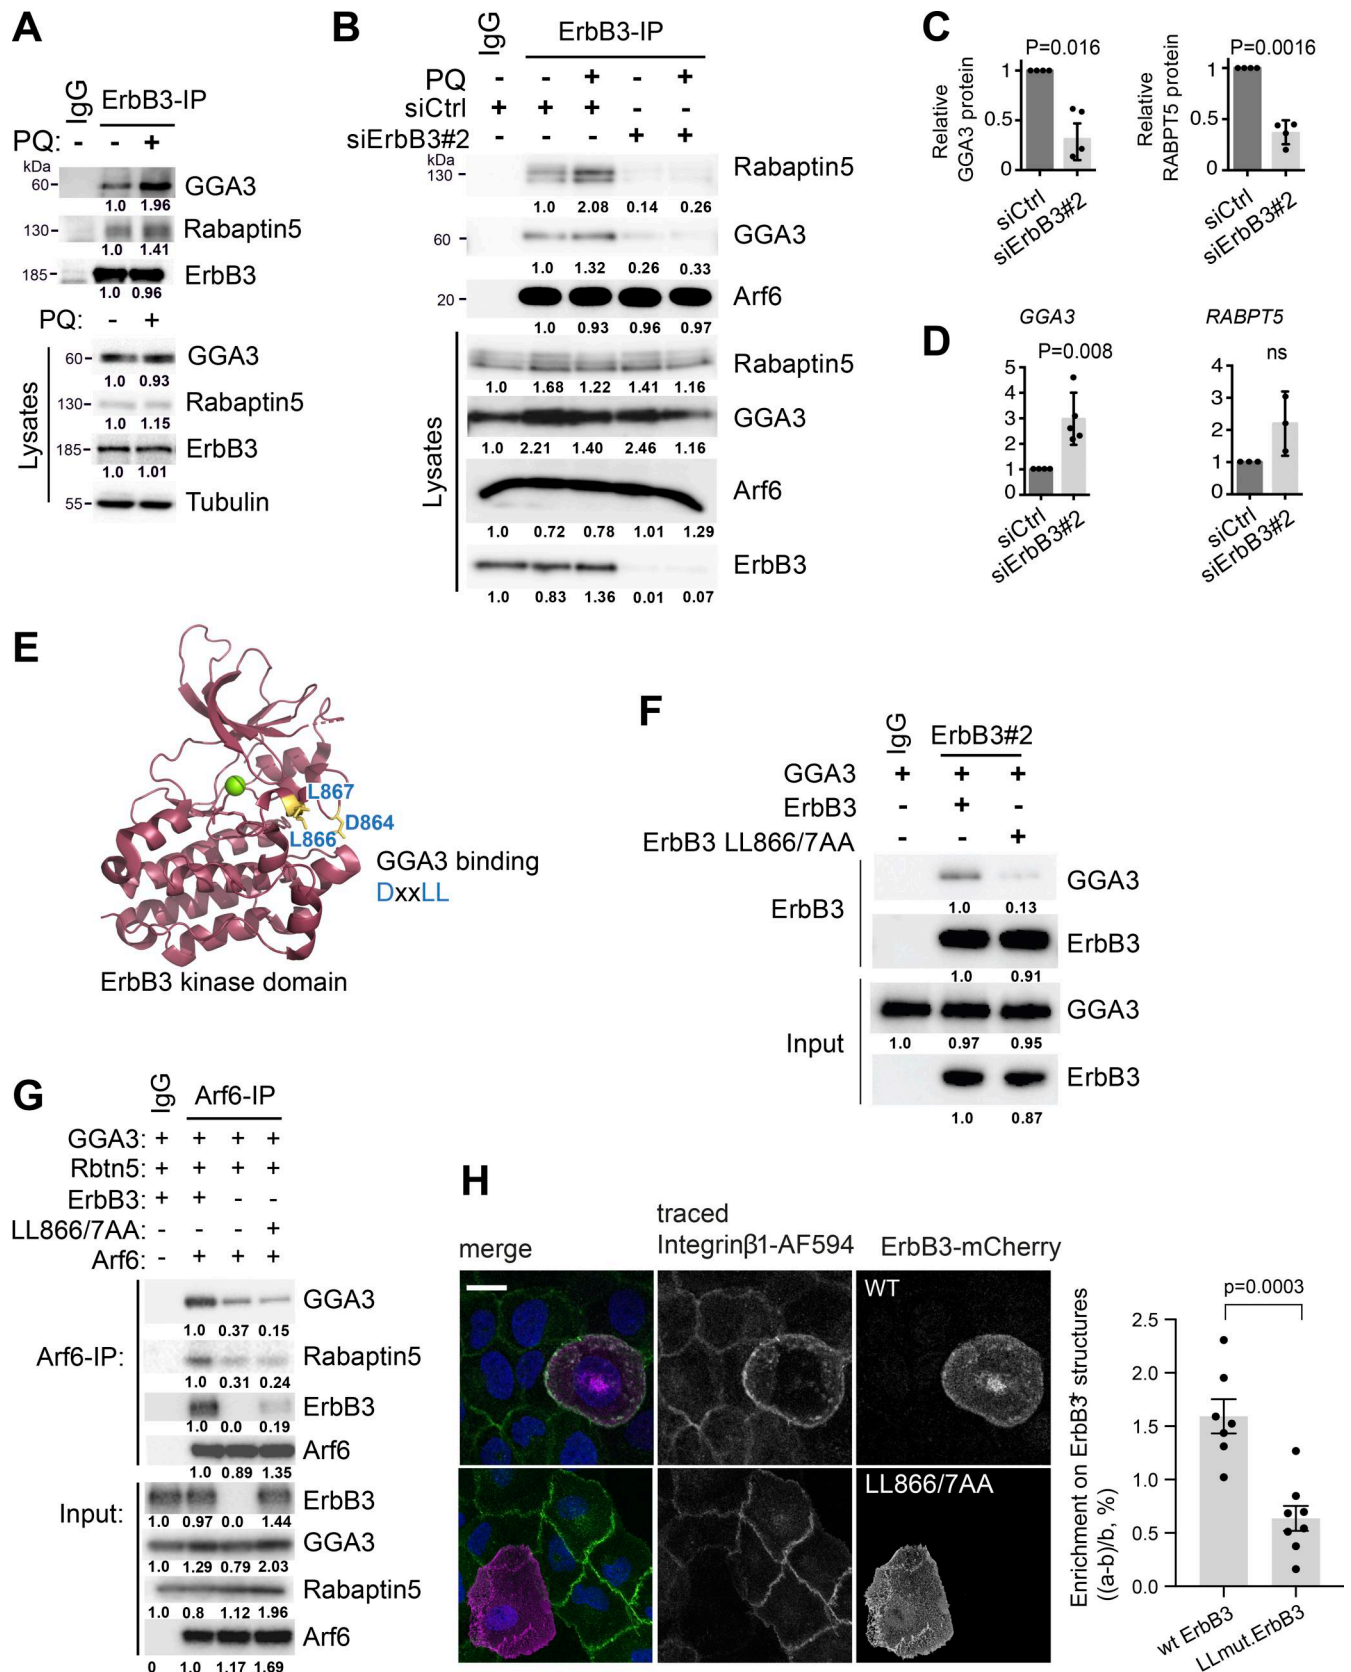 A
IgG
ErbB3-IP
PQ: - - +
kDa
60- GGA3
1.0 1.96
130- Rabaptin5
1.0 1.41
185- ErbB3
1.0 0.96
PQ: - +
Lysates
60- GGA3
1.0 0.93
130- Rabaptin5
1.0 1.15
185- ErbB3
1.0 1.01
55- Tubulin
B
IgG
ErbB3-IP
PQ - - + - +
siCtrl + + + - -
siErbB3#2 - - - + +
kDa
130 - Rabaptin5
1.0 2.08 0.14 0.26
60 - GGA3
1.0 1.32 0.26 0.33
20 - Arf6
1.0 0.93 0.96 0.97
Lysates
Rabaptin5
1.0 1.68 1.22 1.41 1.16
GGA3
1.0 2.21 1.40 2.46 1.16
Arf6
1.0 0.72 0.78 1.01 1.29
ErbB3
1.0 0.83 1.36 0.01 0.07
C
P=0.016
Relative
GGA3 protein
1
0.5
0
siCtrl
siErbB3#2
P=0.0016
Relative
RABPT5 protein
1
0.5
0
siCtrl
siErbB3#2
D
GGA3
P=0.008
5
4
3
2
1
0
siCtrl
siErbB3#2
RABPT5
ns
4
3
2
1
0
siCtrl
siErbB3#2
E
L867
D864
L866
GGA3 binding
DxxLL
ErbB3 kinase domain
F
IgG
ErbB3#2
GGA3 + + +
ErbB3 - + -
ErbB3 LL866/7AA - - +
ErbB3
GGA3
1.0 0.13
ErbB3
1.0 0.91
Input
GGA3
1.0 0.97 0.95
ErbB3
1.0 0.87
G
IgG
Arf6-IP
GGA3: + + + +
Rbtn5: + + + +
ErbB3: + + - -
LL866/7AA: - - - +
Arf6: - + + +
Arf6-IP:
GGA3
1.0 0.37 0.15
Rabaptin5
1.0 0.31 0.24
ErbB3
1.0 0.0 0.19
Arf6
1.0 0.89 1.35
Input:
ErbB3
1.0 0.97 0.0 1.44
GGA3
1.0 1.29 0.79 2.03
Rabaptin5
1.0 0.8 1.12 1.96
Arf6
0 1.0 1.17 1.69
H
merge
traced
Integrinβ1-AF594
ErbB3-mCherry
WT
LL866/7AA
p=0.0003
Enrichment on ErbB3+ structures
((a-b)/b, %)
2.5
2.0
1.5
1.0
0.5
0.0
wt ErbB3
LLmut.ErbB3